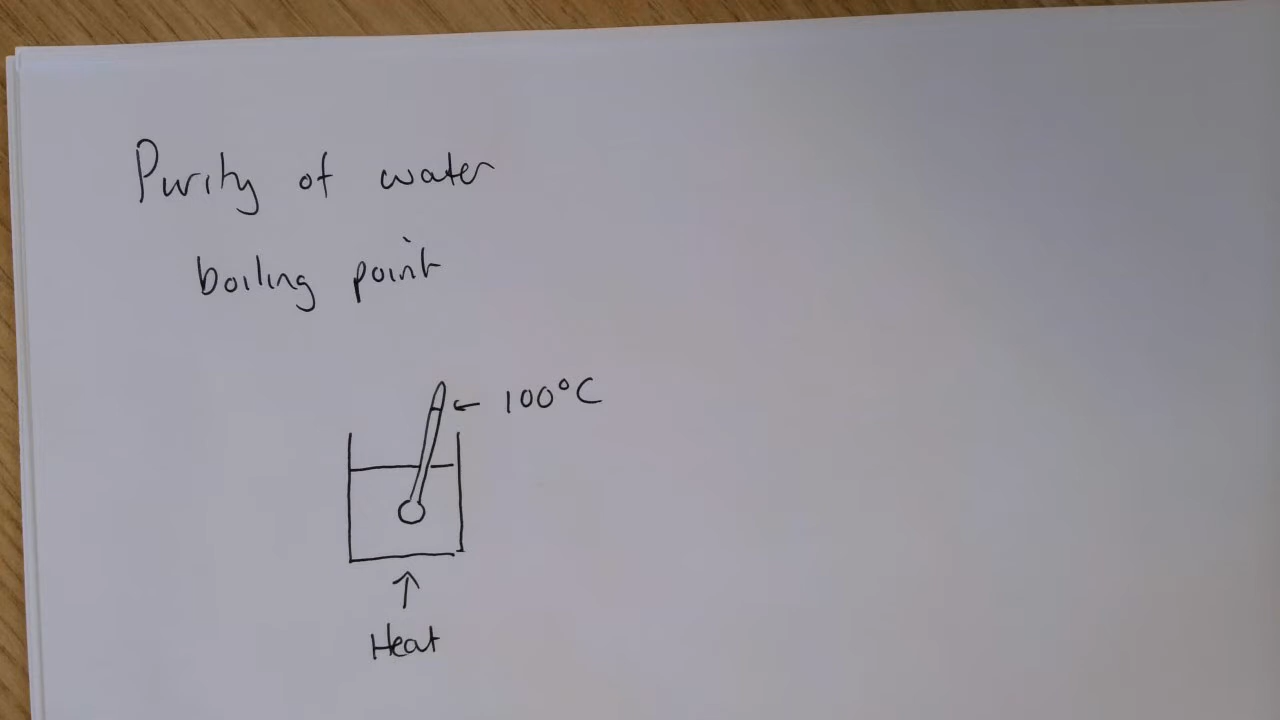 Purity of water
boiling point
← 100°C
↑
Heat